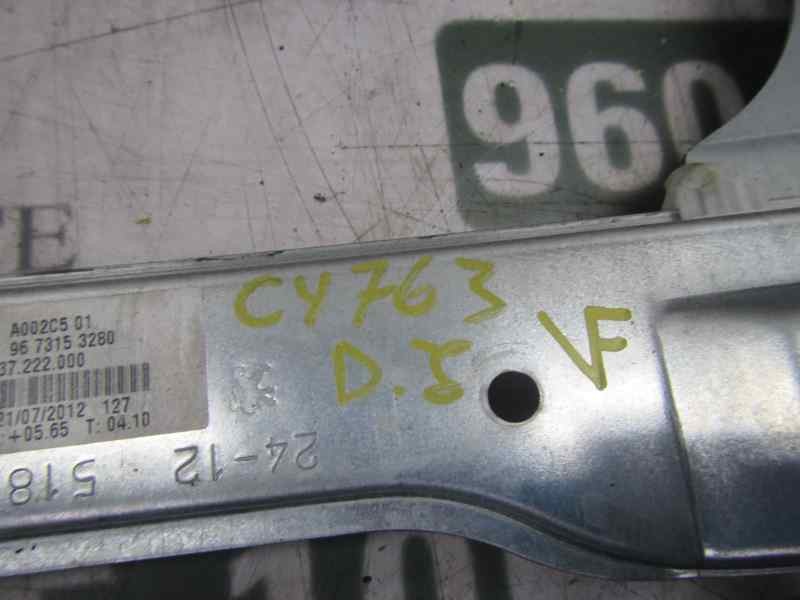 960
TE
CY763
D.I
VF
A002C5 01
96 7315 3280
37.222.000
21/07/2012 127
: +05.65 T: 04.10
24-12
518